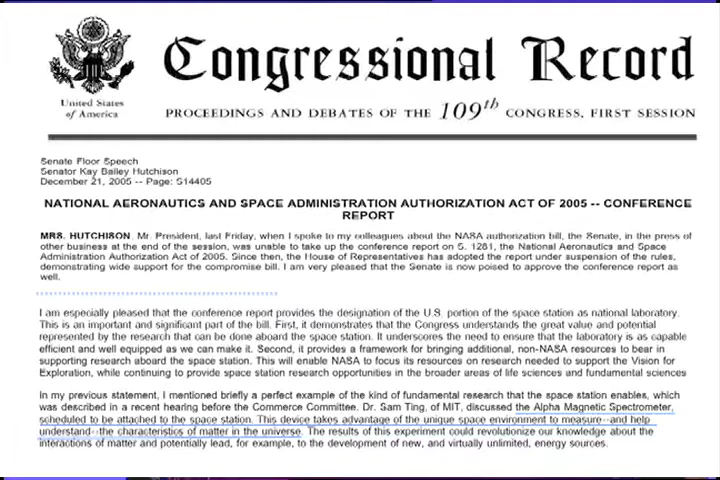 Congressional Record
United States
of America
PROCEEDINGS AND DEBATES OF THE 109th CONGRESS, FIRST SESSION
Senate Floor Speech
Senator Kay Bailey Hutchison
December 21, 2005 -- Page: S14405
NATIONAL AERONAUTICS AND SPACE ADMINISTRATION AUTHORIZATION ACT OF 2005 -- CONFERENCE
REPORT
MRS. HUTCHISON. Mr. President, last Friday, when I spoke to my colleagues about the NASA authorization bill, the Senate, in the press of
other business at the end of the session, was unable to take up the conference report on S. 1281, the National Aeronautics and Space
Administration Authorization Act of 2005. Since then, the House of Representatives has adopted the report under suspension of the rules,
demonstrating wide support for the compromise bill. I am very pleased that the Senate is now poised to approve the conference report as
well.
I am especially pleased that the conference report provides the designation of the U.S. portion of the space station as national laboratory.
This is an important and significant part of the bill. First, it demonstrates that the Congress understands the great value and potential
represented by the research that can be done aboard the space station. It underscores the need to ensure that the laboratory is as capable
efficient and well equipped as we can make it. Second, it provides a framework for bringing additional, non-NASA resources to bear in
supporting research aboard the space station. This will enable NASA to focus its resources on research needed to support the Vision for
Exploration, while continuing to provide space station research opportunities in the broader areas of life sciences and fundamental sciences
In my previous statement, I mentioned briefly a perfect example of the kind of fundamental research that the space station enables, which
was described in a recent hearing before the Commerce Committee. Dr. Sam Ting, of MIT, discussed the Alpha Magnetic Spectrometer,
scheduled to be attached to the space station. This device takes advantage of the unique space environment to measure--and help
understand--the characteristics of matter in the universe. The results of this experiment could revolutionize our knowledge about the
interactions of matter and potentially lead, for example, to the development of new, and virtually unlimited, energy sources.